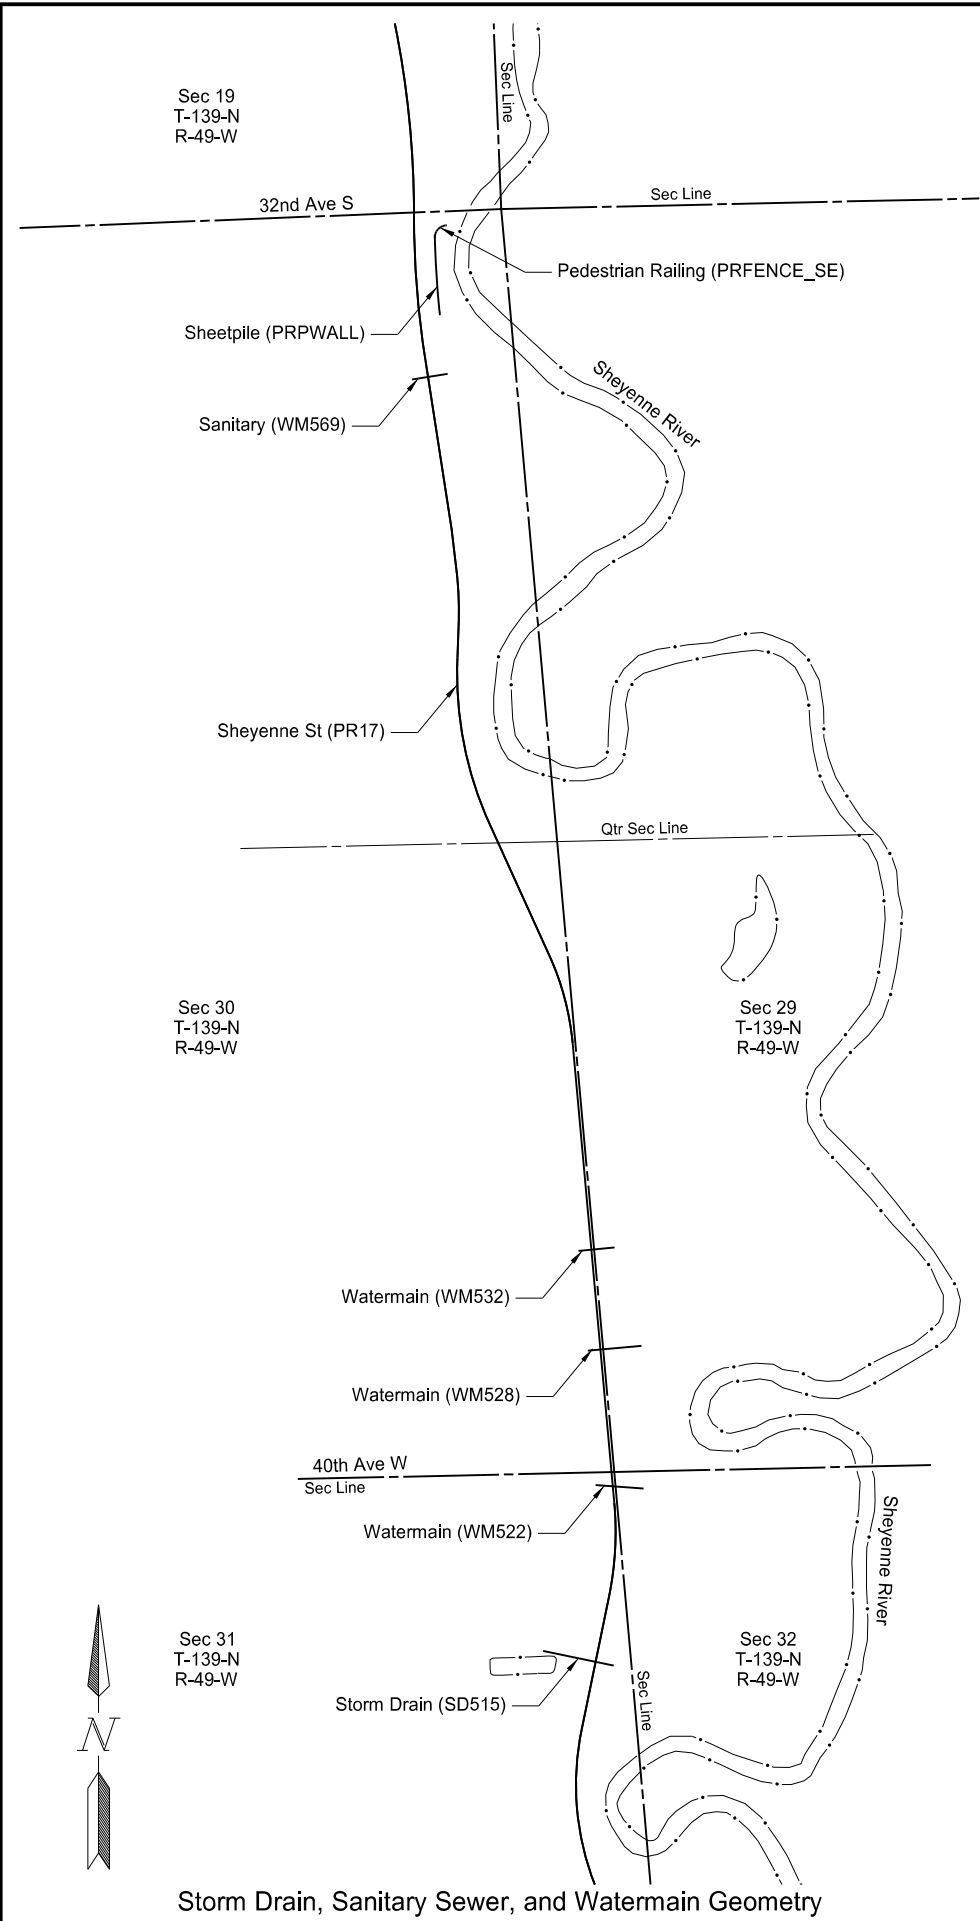 Sec Line
Sec 19
T-139-N
R-49-W
32nd Ave S
Sec Line
Pedestrian Railing (PRFENCE_SE)
Sheetpile (PRPWALL)
Sheyenne River
Sanitary (WM569)
Sheyenne St (PR17)
Qtr Sec Line
Sec 30
T-139-N
R-49-W
Sec 29
T-139-N
R-49-W
Watermain (WM532)
Watermain (WM528)
40th Ave W
Sec Line
Watermain (WM522)
Sheyenne River
Sec 31
T-139-N
R-49-W
Sec 32
T-139-N
R-49-W
Sec Line
Storm Drain (SD515)
N
Storm Drain, Sanitary Sewer, and Watermain Geometry